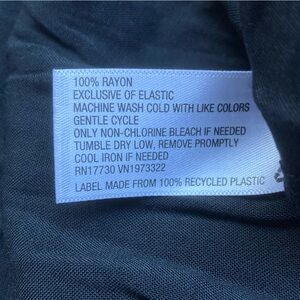 100% RAYON
EXCLUSIVE OF ELASTIC
MACHINE WASH COLD WITH LIKE COLORS
GENTLE CYCLE
ONLY NON-CHLORINE BLEACH IF NEEDED
TUMBLE DRY LOW, REMOVE PROMPTLY
COOL IRON IF NEEDED
RN17730 VN1973322
LABEL MADE FROM 100% RECYCLED PLASTIC